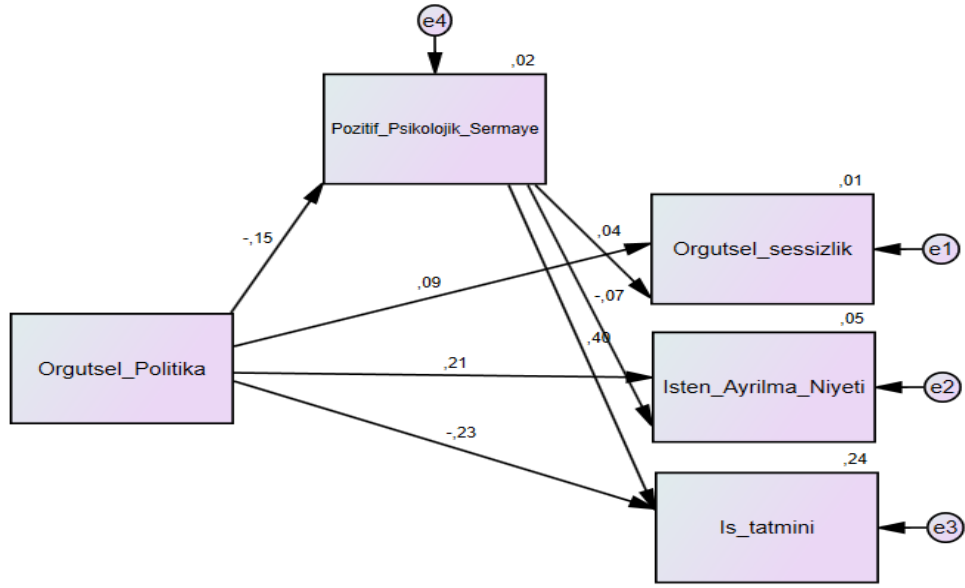 e4
,02
Pozitif_Psikolojik_Sermaye
,01
-,15
,04
Orgutsel_sessizlik
e1
,09
-,07
,05
Orgutsel_Politika
,40
,21
Isten_Ayrilma_Niyeti
e2
-,23
,24
Is_tatmini
e3